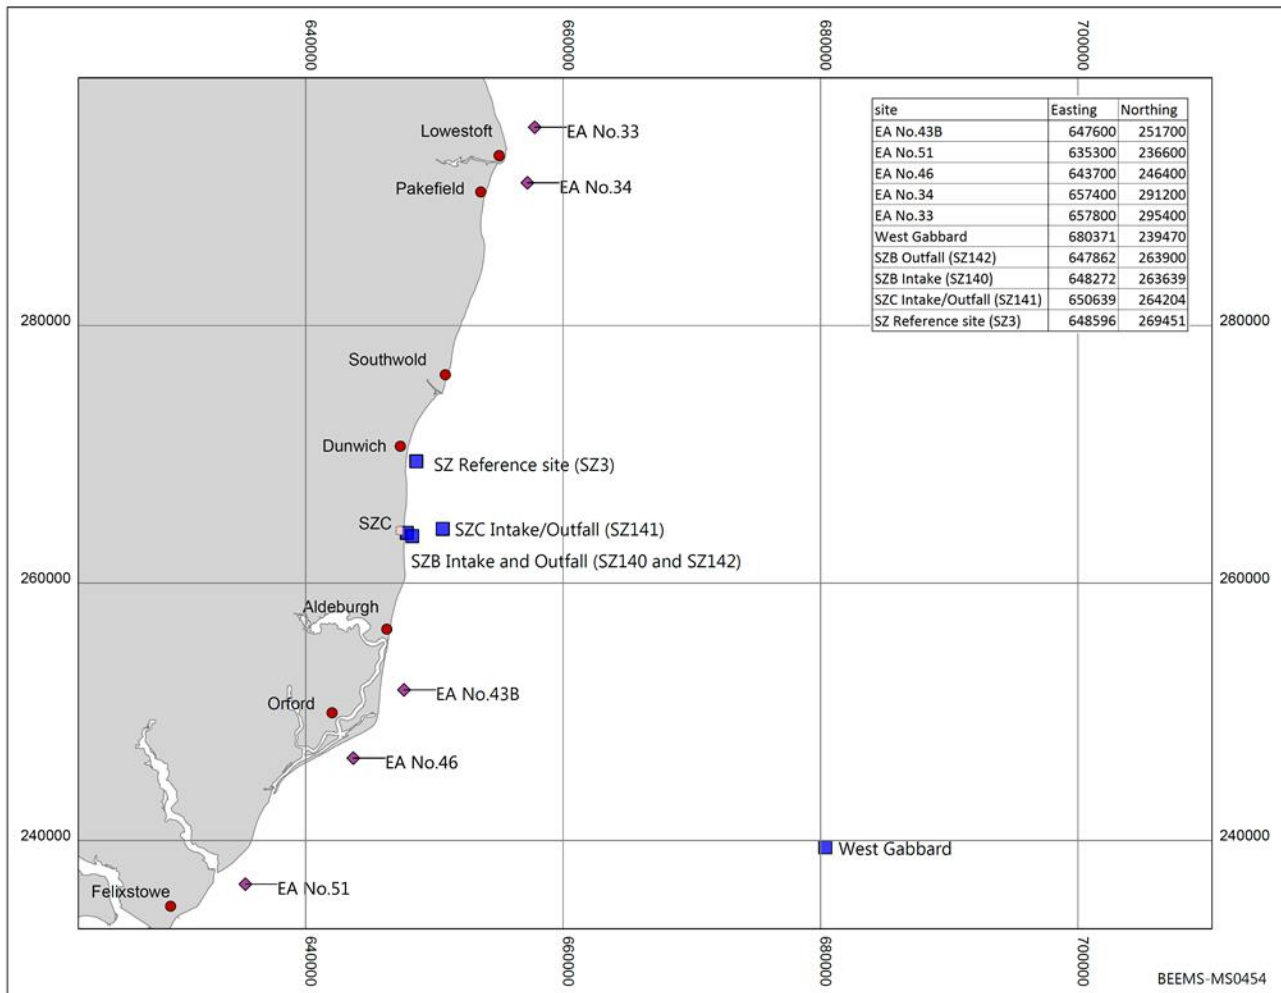 640000 660000 680000 700000
site Easting Northing
EA No.43B 647600 251700
EA No.51 635300 236600
EA No.46 643700 246400
EA No.34 657400 291200
EA No.33 657800 295400
West Gabbard 680371 239470
SZB Outfall (SZ142) 647862 263900
SZB Intake (SZ140) 648272 263639
SZC Intake/Outfall (SZ141) 650639 264204
SZ Reference site (SZ3) 648596 269451
Lowestoft
EA No.33
Pakefield
EA No.34
280000 280000
Southwold
Dunwich
SZ Reference site (SZ3)
SZC
SZC Intake/Outfall (SZ141)
SZB Intake and Outfall (SZ140 and SZ142)
260000 260000
Aldeburgh
EA No.43B
Orford
EA No.46
240000 240000
West Gabbard
Felixstowe
EA No.51
640000 660000 680000 700000
BEEMS-MS0454